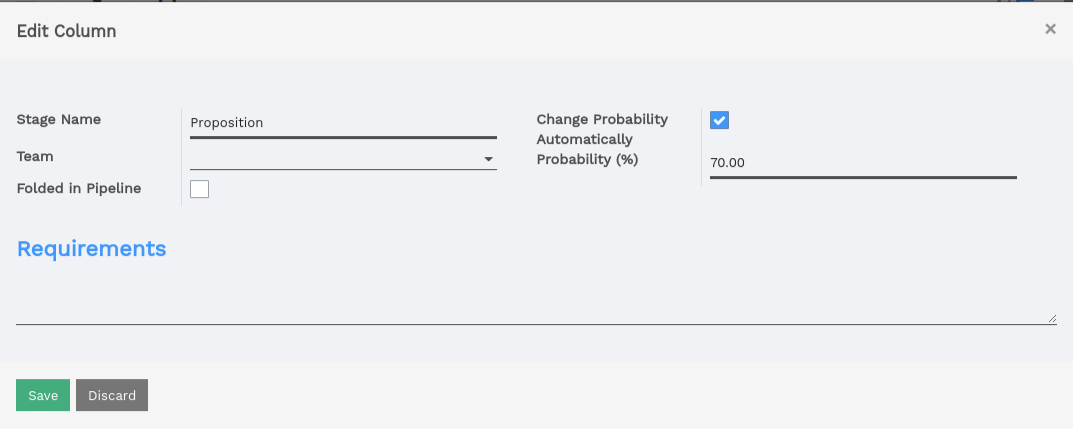 Edit Column
×
Stage Name
Proposition
Team
Folded in Pipeline
Change Probability
Automatically
Probability (%)
70.00
Requirements
Save
Discard